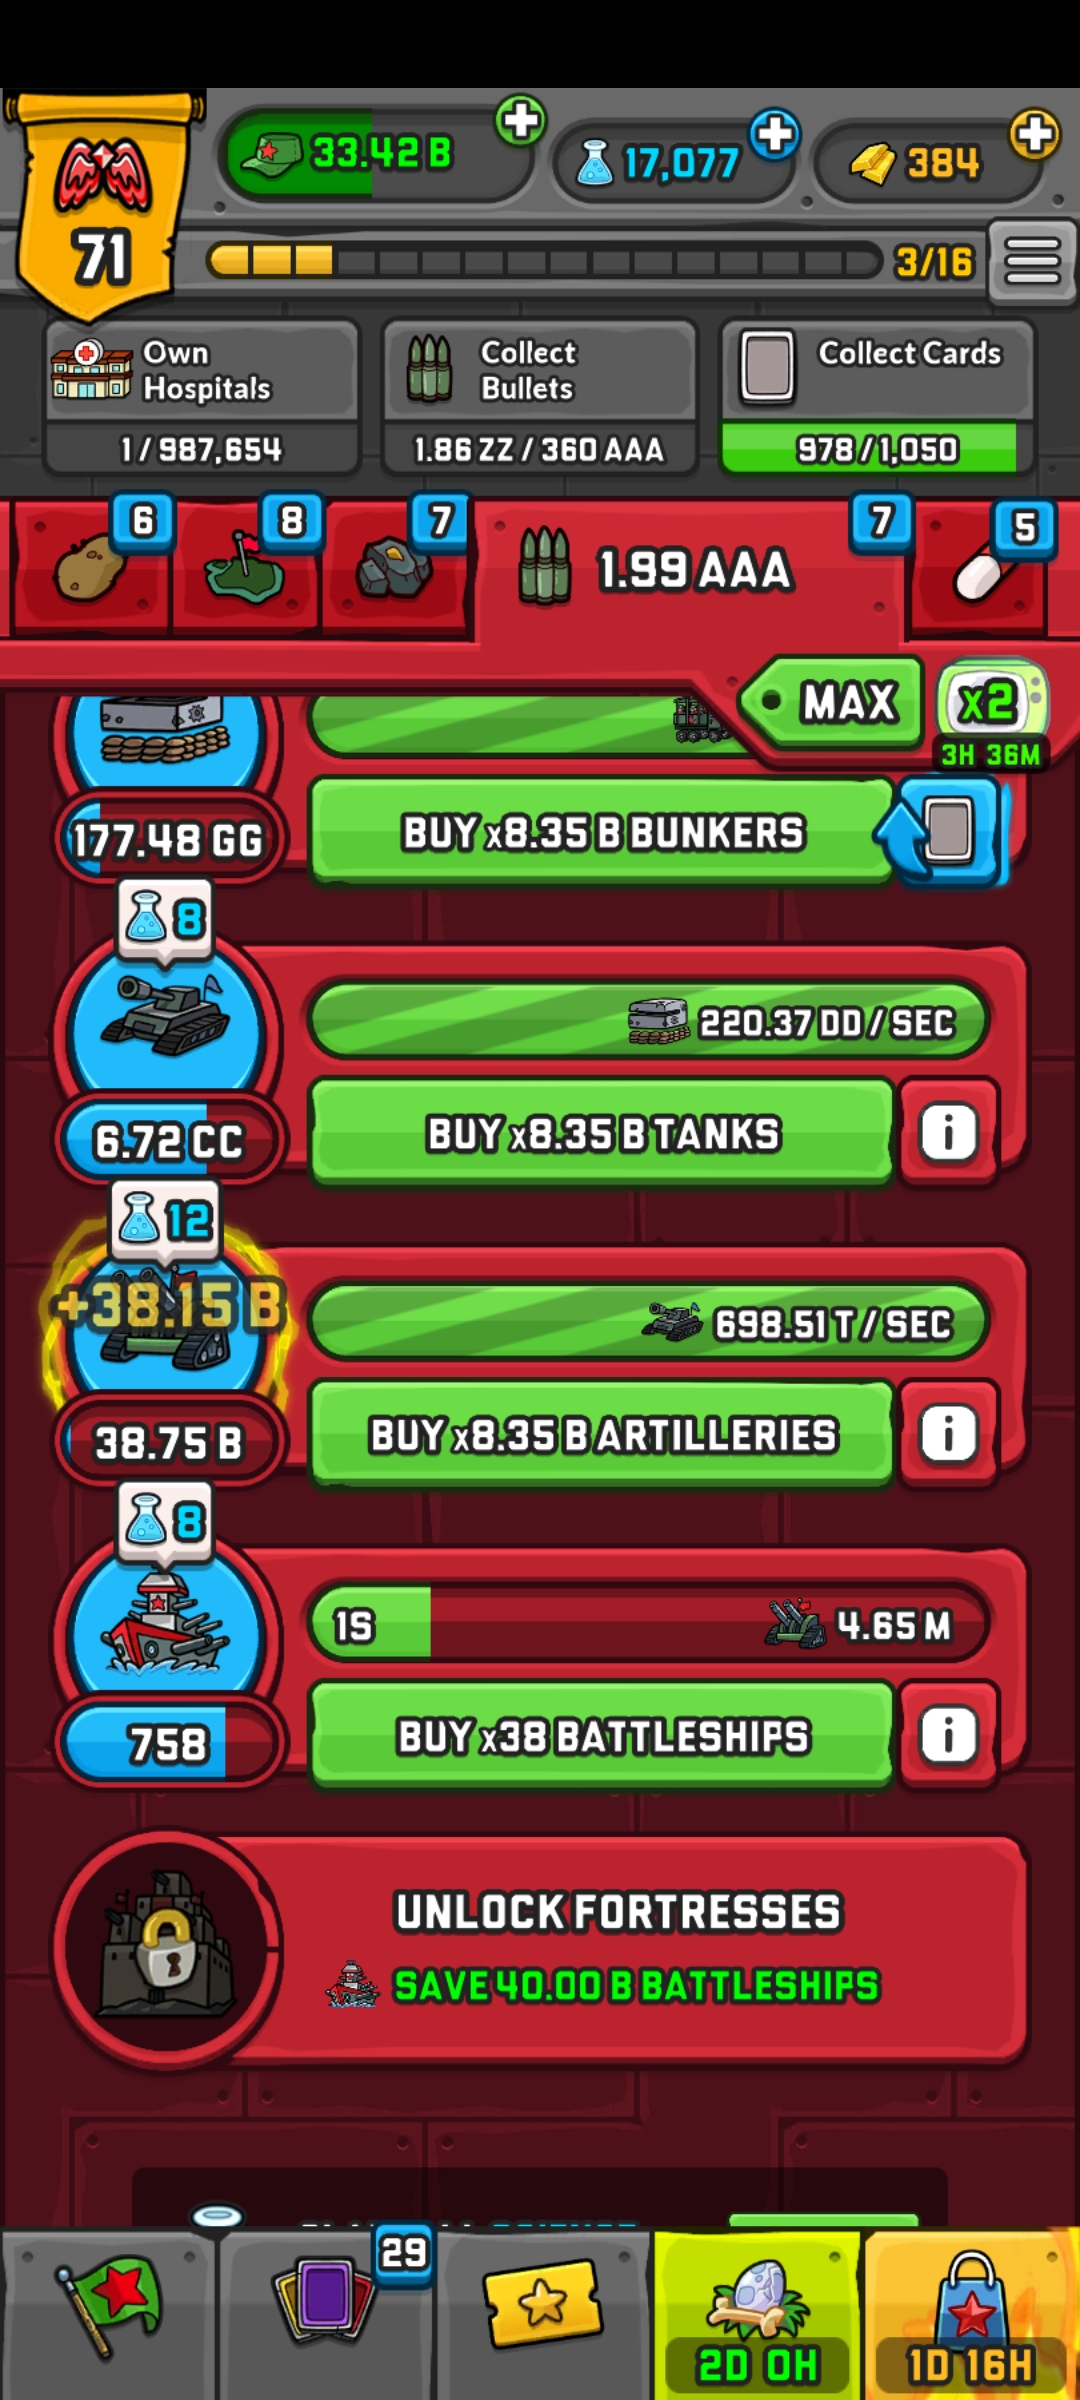 71
33.42 B
17,077
384
3/16
Own
Hospitals
1 / 987,654
Collect
Bullets
1.86 ZZ / 360 AAA
Collect Cards
978 / 1,050
6
8
7
1.99 AAA
7
5
MAX
x2
3H 36M
177.48 GG
BUY x8.35 B BUNKERS
8
220.37 DD / SEC
6.72 CC
BUY x8.35 B TANKS
i
12
+38.15 B
698.51 T / SEC
38.75 B
BUY x8.35 B ARTILLERIES
i
8
1S
4.65 M
758
BUY x38 BATTLESHIPS
i
UNLOCK FORTRESSES
SAVE 40.00 B BATTLESHIPS
29
2D 0H
1D 16H